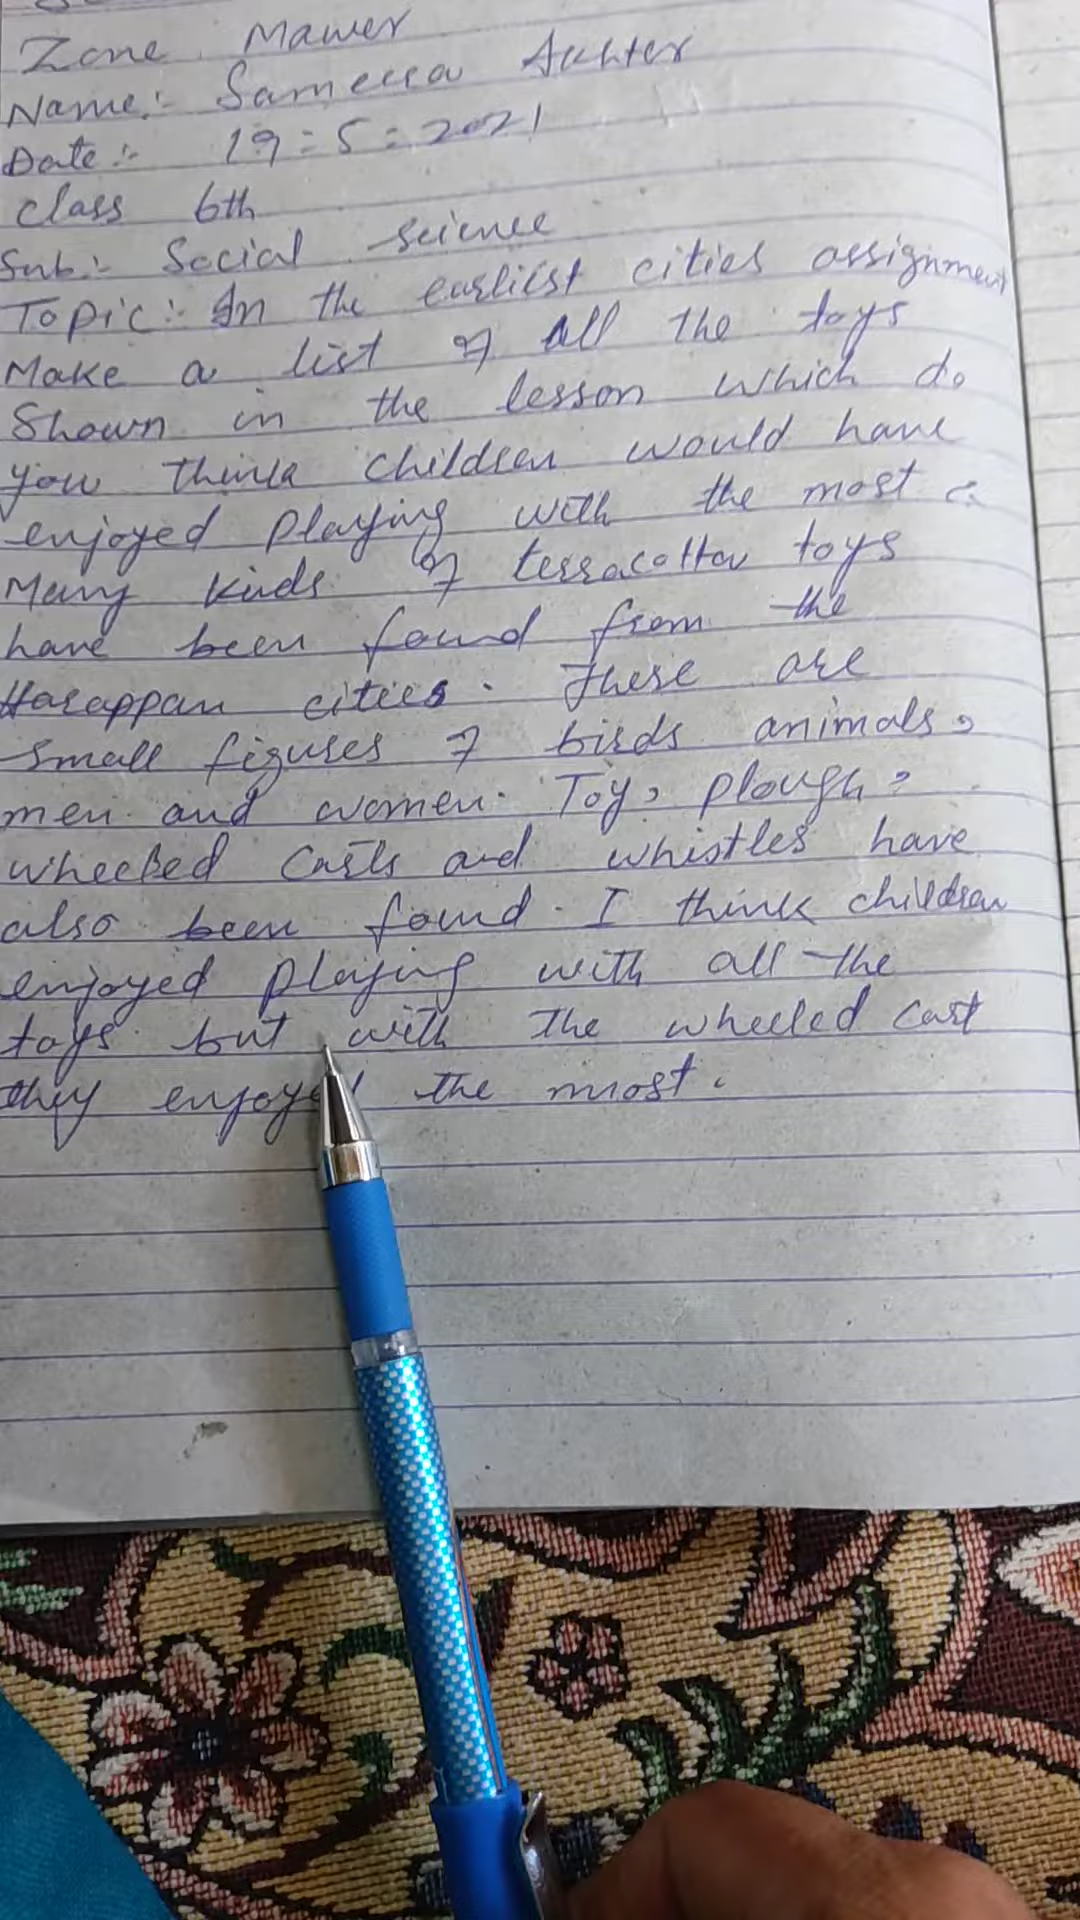 Zone Mawer
Name:- Sameera Akhter
Date:- 19-5-2021
Class 6th
Sub:- Social science
Topic:- In the earliest cities assignment
Make a list of all the toys
Shown in the lesson which do
you think children would have
enjoyed playing with the most
Many kinds of terracotta toys
have been found from the
Harappan cities. These are
small figures of birds animals,
men and women. Toy, plough,
wheeled carts and whistles have
also been found. I think children
enjoyed playing with all the
toys but with the wheeled cart
they enjoyed the most.